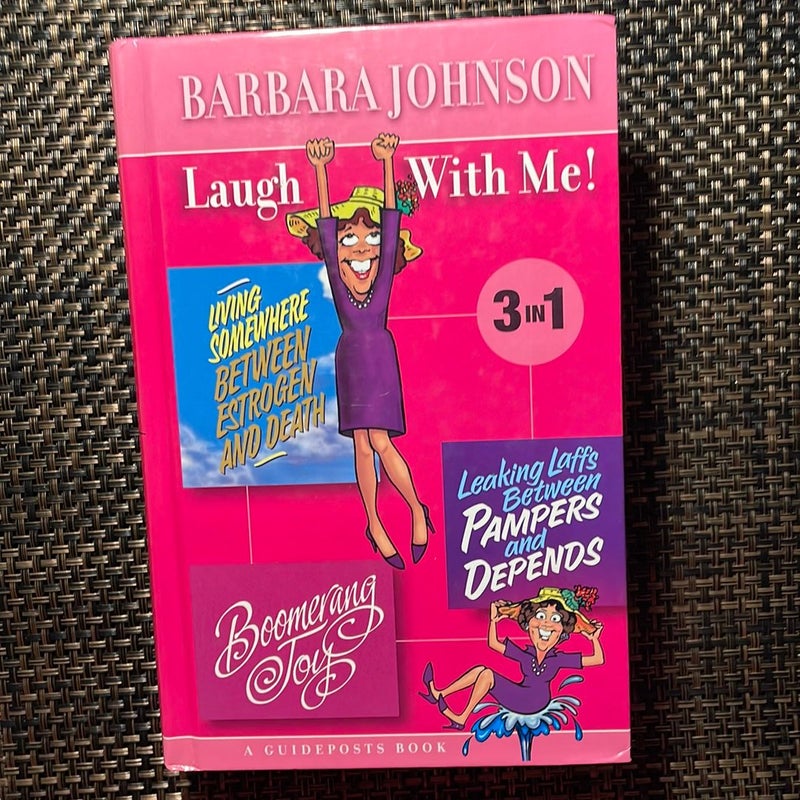 BARBARA JOHNSON
Laugh With Me!
3 IN 1
LIVING
SOMEWHERE
BETWEEN
ESTROGEN
AND DEATH
Leaking Laffs
Between
PAMPERS
and
DEPENDS
Boomerang
Joy
A GUIDEPOSTS BOOK